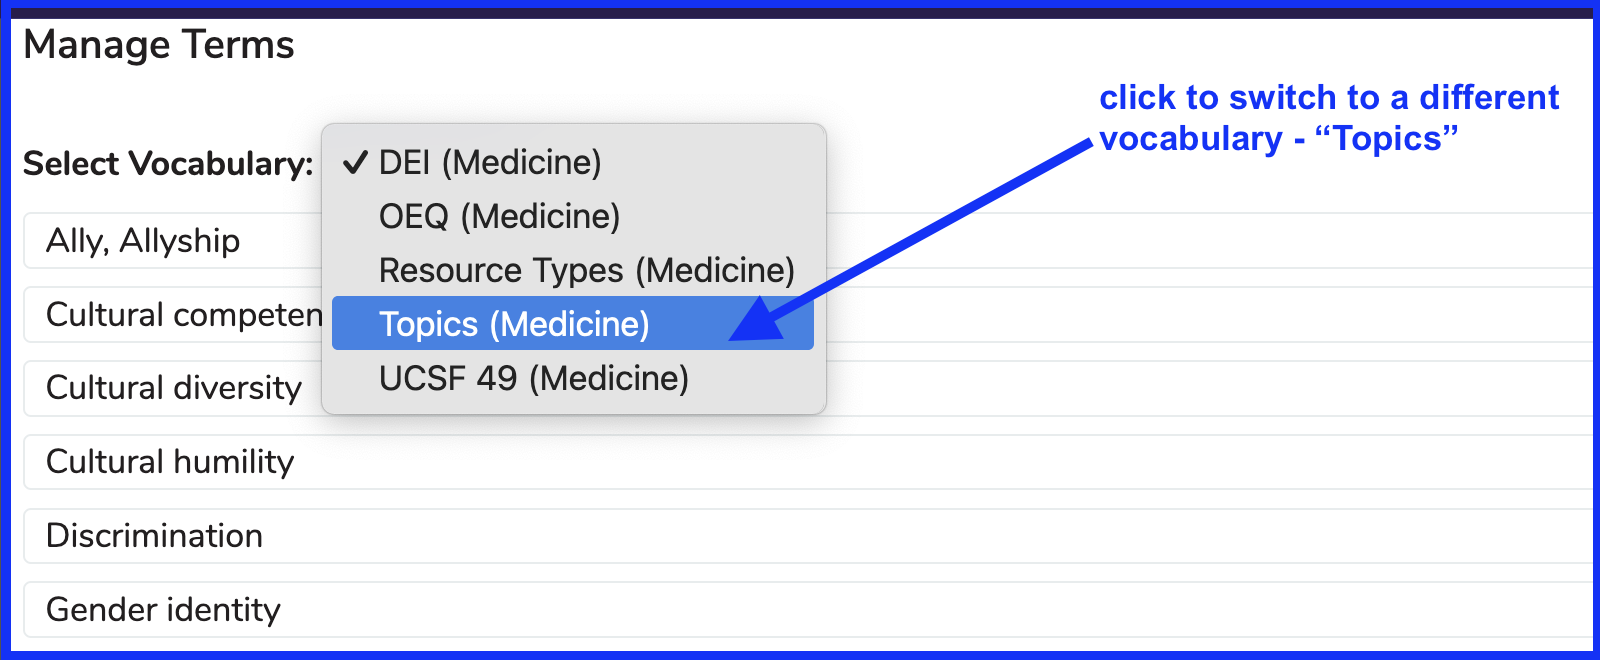 Manage Terms
click to switch to a different
vocabulary - “Topics”
Select Vocabulary:
✓ DEI (Medicine)
OEQ (Medicine)
Resource Types (Medicine)
Topics (Medicine)
UCSF 49 (Medicine)
Ally, Allyship
Cultural competen
Cultural diversity
Cultural humility
Discrimination
Gender identity